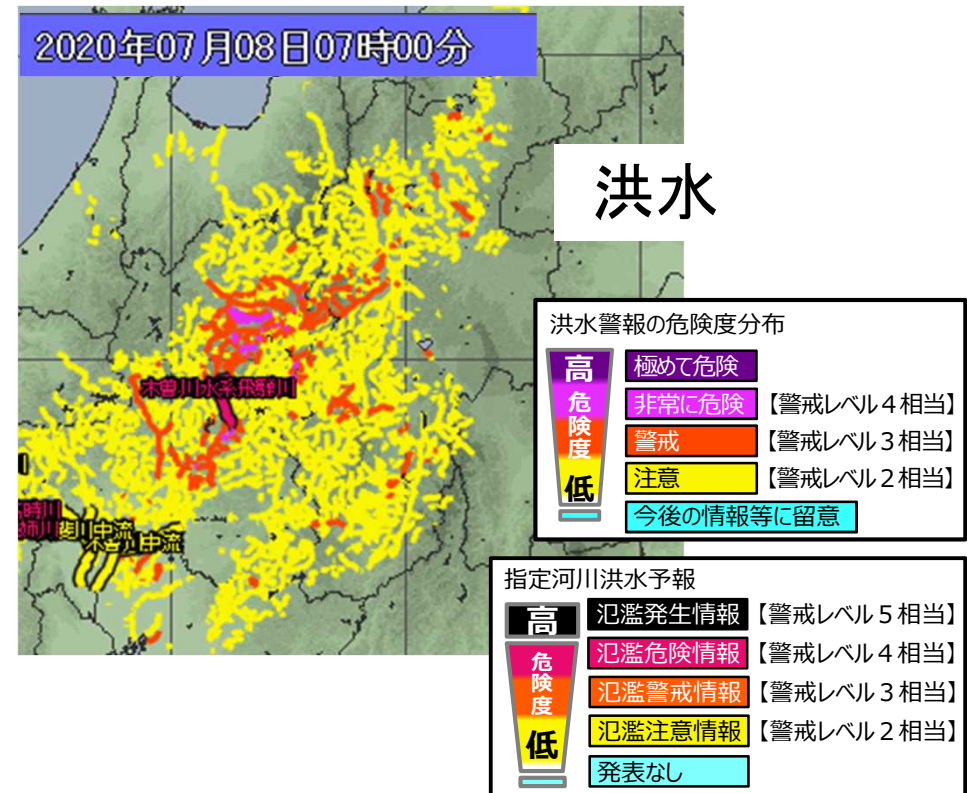 2020年07月08日07時00分
洪水
木曽川水系飛騨川
斐川中流
木曽川中流
洪水警報の危険度分布
高
危険度
低
極めて危険
非常に危険 【警戒レベル４相当】
警戒 【警戒レベル３相当】
注意 【警戒レベル２相当】
今後の情報等に留意
指定河川洪水予報
高
危険度
低
氾濫発生情報 【警戒レベル５相当】
氾濫危険情報 【警戒レベル４相当】
氾濫警戒情報 【警戒レベル３相当】
氾濫注意情報 【警戒レベル２相当】
発表なし